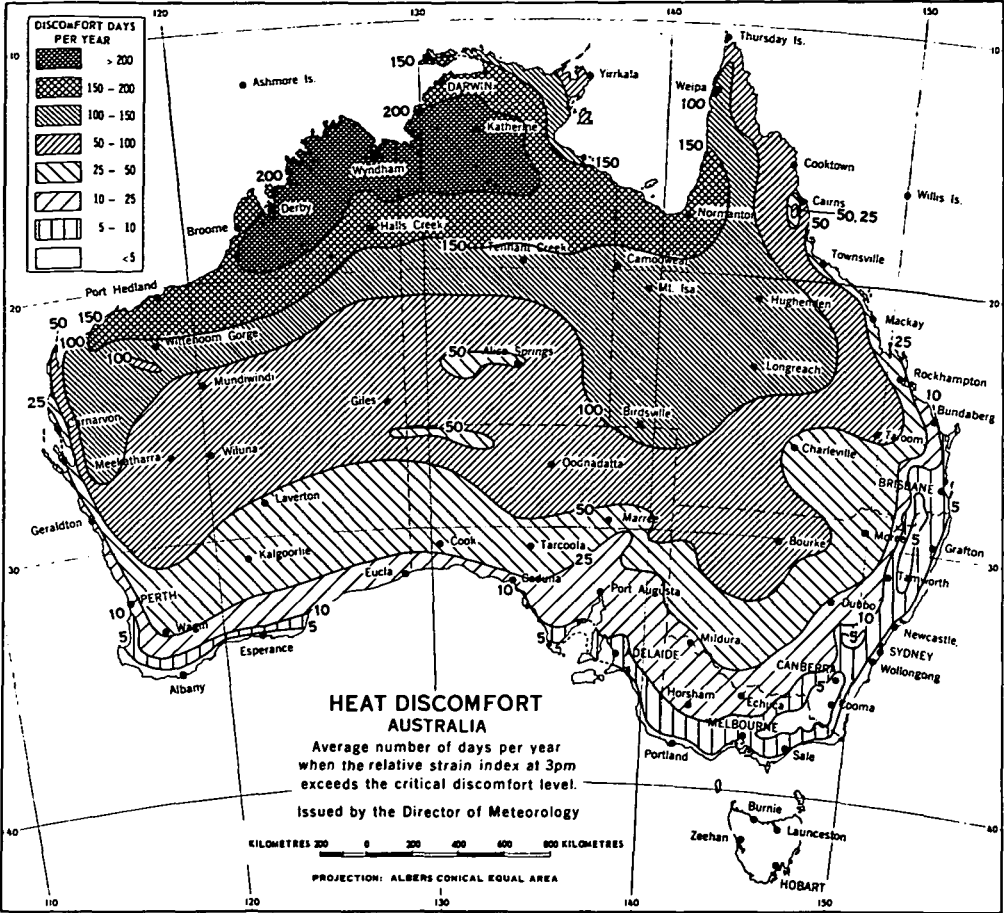 120
130
140
150
DISCOMFORT DAYS
PER YEAR
> 200
150 - 200
100 - 150
50 - 100
25 - 50
10 - 25
5 - 10
<5
10
10
Thursday Is.
Ashmore Is.
150
Yirrkala
DARWIN
Weipa
100
200
Katherine
150
150
Cooktown
Wyndham
200
Willis Is.
Cairns
50,25
50
Derby
Normanton
Broome
Halls Creek
150
Tennant Creek
Camooweal
Townsville
Port Hedland
Mt. Isa
20
20
Hughenden
150
50
Mackay
100
Wittenoom Gorge
25
100
50
Alice Springs
Longreach
Rockhampton
Mundiwindi
10
25
Giles
100
Birdsville
Bundaberg
rnarvon
50
Taroom
Charleville
Meekatharra
Wiluna
Oodnadatta
BRISBANE
Laverton
5
50
Marree
Geraldton
Moree
5
Bourke
Kalgoorlie
Cook
Tarcoola
Grafton
25
30
30
Eucla
Ceduna
Tamworth
10
Port Augusta
PERTH
10
Dubbo
10
Wagin
10
5
5
5
5
Mildura
Newcastle
Esperance
ADELAIDE
SYDNEY
CANBERRA
Wollongong
Albany
5
Horsham
Echuca
Cooma
HEAT DISCOMFORT
AUSTRALIA
MELBOURNE
Average number of days per year
when the relative strain index at 3pm
exceeds the critical discomfort level.
Portland
Sale
Issued by the Director of Meteorology
Burnie
40
Zeehan
Launceston
40
KILOMETRES 200 0 200 400 600 800 KILOMETRES
PROJECTION: ALBERS CONICAL EQUAL AREA
HOBART
110
120
130
140
150